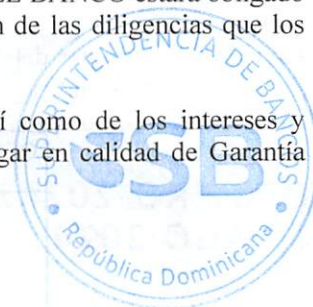 EL BANCO estará obligado
n de las diligencias que los
í como de los intereses y
gar en calidad de Garantía
SUPERINTENDENCIA DE BANCOS
SB
República Dominicana